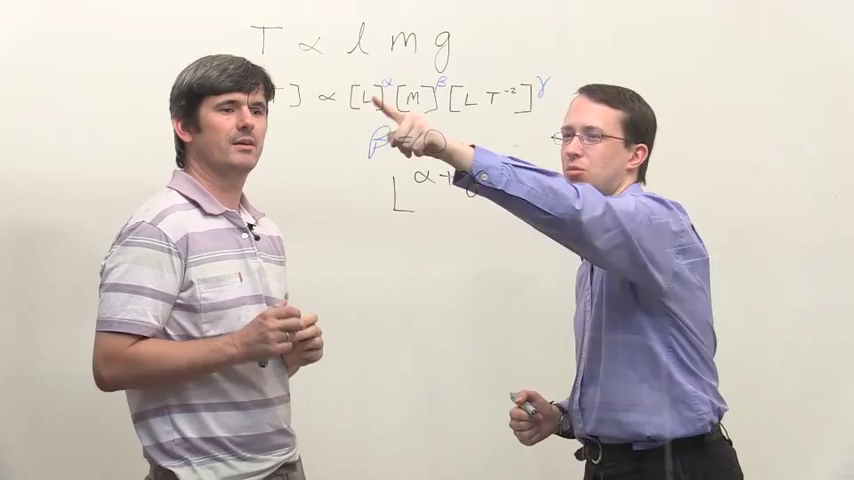 T ∝ l m g
] ∝ [L]^α [M]^β [L T^-2]^γ
β = 0
L^α+γ